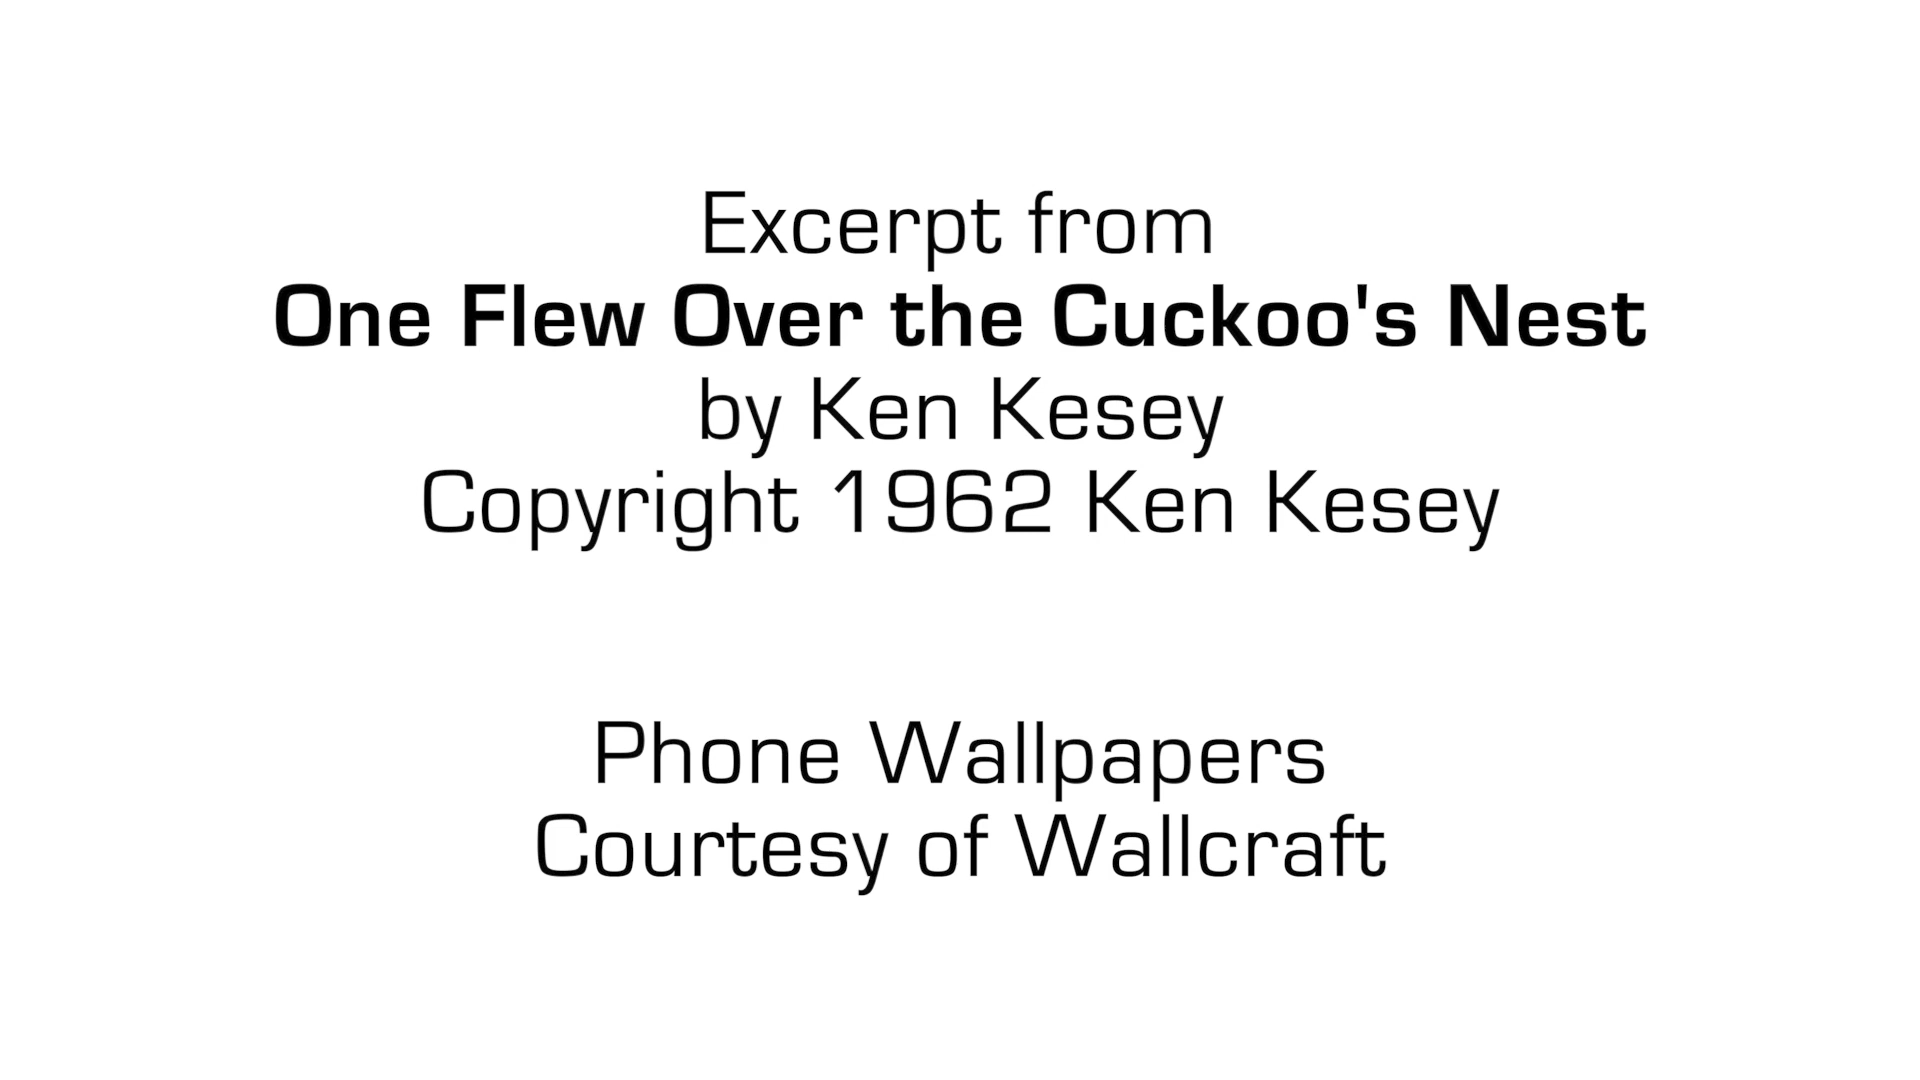 Excerpt from
One Flew Over the Cuckoo's Nest
by Ken Kesey
Copyright 1962 Ken Kesey
Phone Wallpapers
Courtesy of Wallcraft